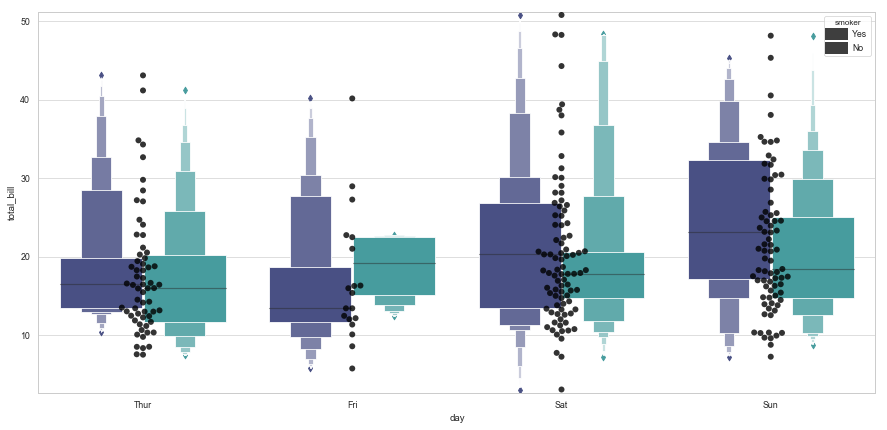 smoker
Yes
No
50
40
30
20
10
total_bill
Thur Fri Sat Sun
day